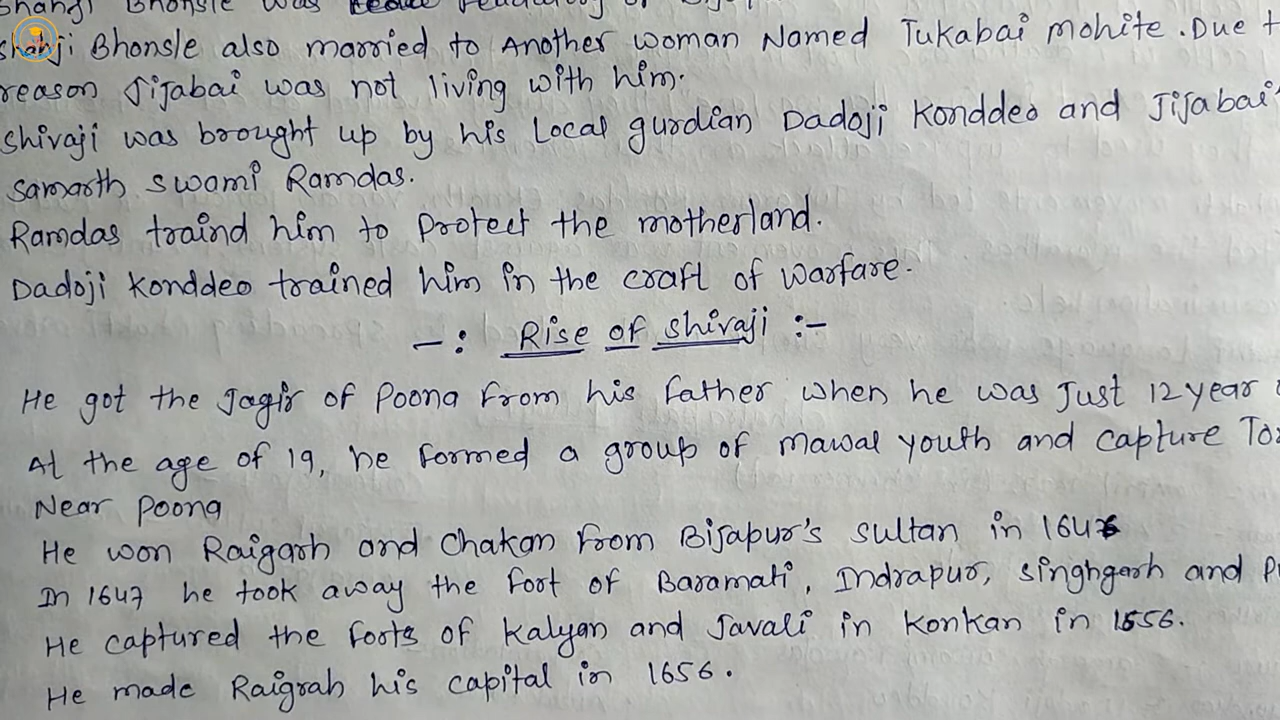 Bhonsle was
Shahji Bhonsle also married to Another woman Named Tukabai mohite. Due
reason Jijabai was not living with him.
Shivaji was brought up by his Local gurdian Dadoji Konddeo and Jijabai
Samarth Swami Ramdas.
Ramdas traind him to Protect the motherland.
Dadoji Konddeo trained him in the craft of warfare.
-: Rise of Shivaji :-
He got the Jagir of Poona from his father when he was Just 12 year
At the age of 19, he formed a group of mawal youth and capture
Near Poona
He won Raigarh and Chakan from Bijapur's sultan in
In 1647 he took away the fort of Baramati, Indrapur, singhgarh and
He captured the forts of Kalyan and Javali in Konkan in 1656.
He made Raigrah his capital in 1656.